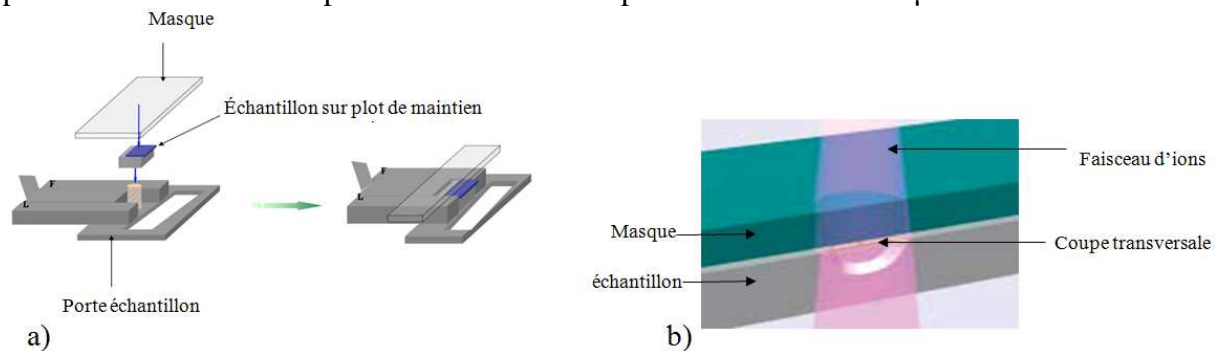 Masque
Échantillon sur plot de maintien
F
L
F
L
Porte échantillon
a)
Faisceau d'ions
Masque
Coupe transversale
échantillon
b)